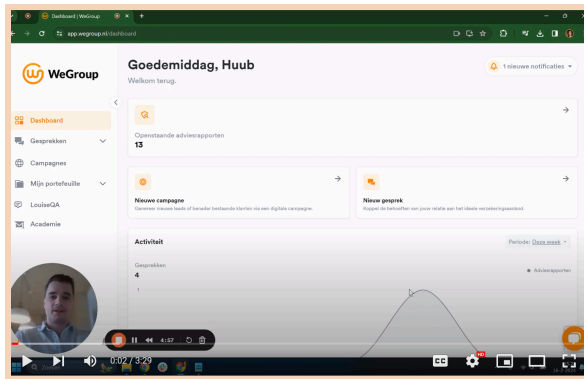 Dashboard | WeGroup
app.wegroup.nl/dashboard
WeGroup
Goedemiddag, Huub
Welkom terug.
1 nieuwe notificaties
Dashboard
Gesprekken
Campagnes
Mijn portefeuille
LouiseQA
Academie
Openstaande adviesrapporten
13
Nieuwe campagne
Genereer nieuwe leads of benader bestaande klanten via een digitale campagne.
Nieuw gesprek
Koppel de behoeften van jouw relatie aan het ideale verzekeringsaanbod.
Activiteit
Periode: Deze week
Gesprekken
4
Adviesrapporten
1
4:57
0:02 / 3:29
CC
HD
Zoeken